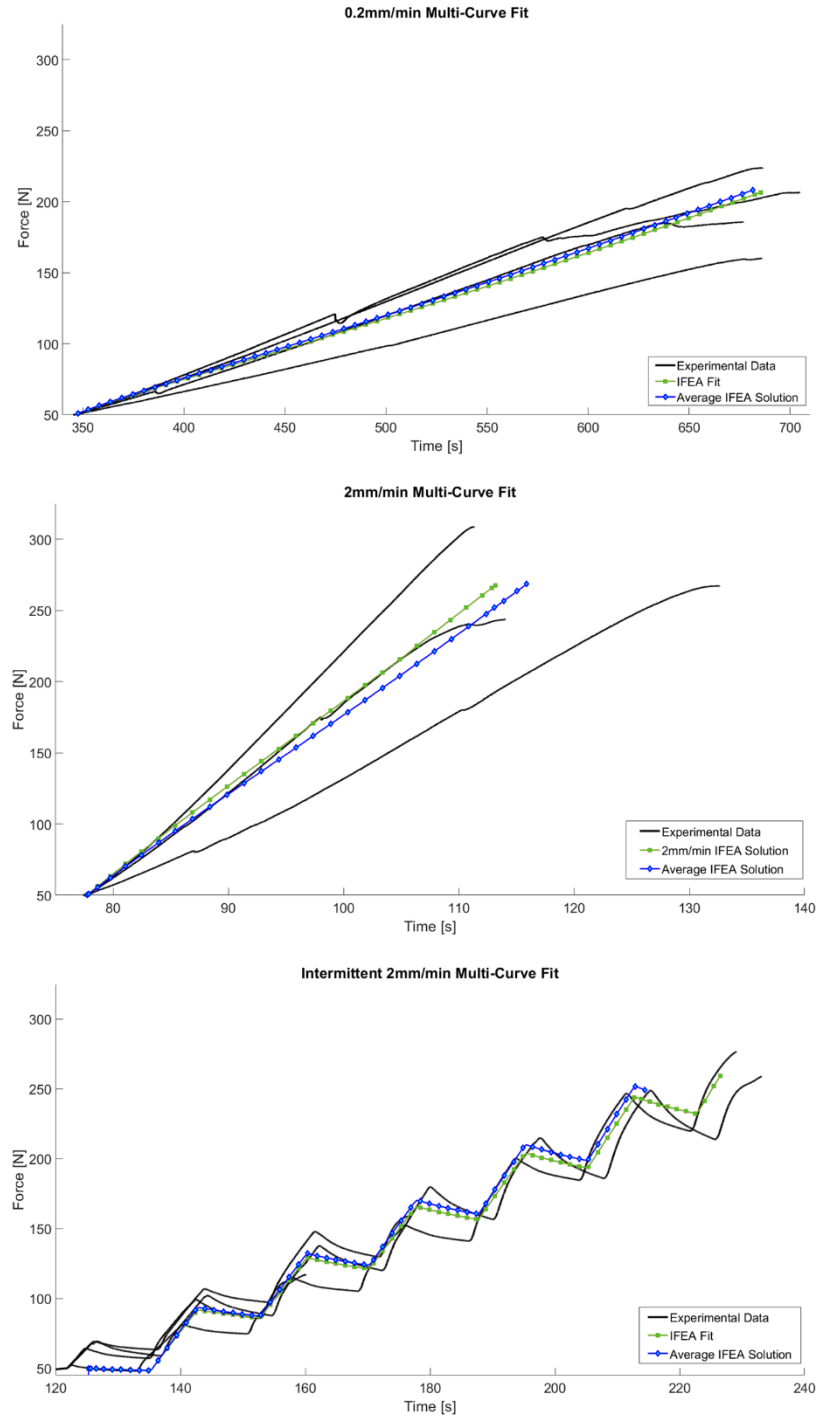 0.2mm/min Multi-Curve Fit
300
250
200
150
100
50
Force [N]
350 400 450 500 550 600 650 700
Time [s]
Experimental Data
IFEA Fit
Average IFEA Solution
2mm/min Multi-Curve Fit
300
250
200
150
100
50
Force [N]
80 90 100 110 120 130 140
Time [s]
Experimental Data
2mm/min IFEA Solution
Average IFEA Solution
Intermittent 2mm/min Multi-Curve Fit
300
250
200
150
100
50
Force [N]
120 140 160 180 200 220 240
Time [s]
Experimental Data
IFEA Fit
Average IFEA Solution